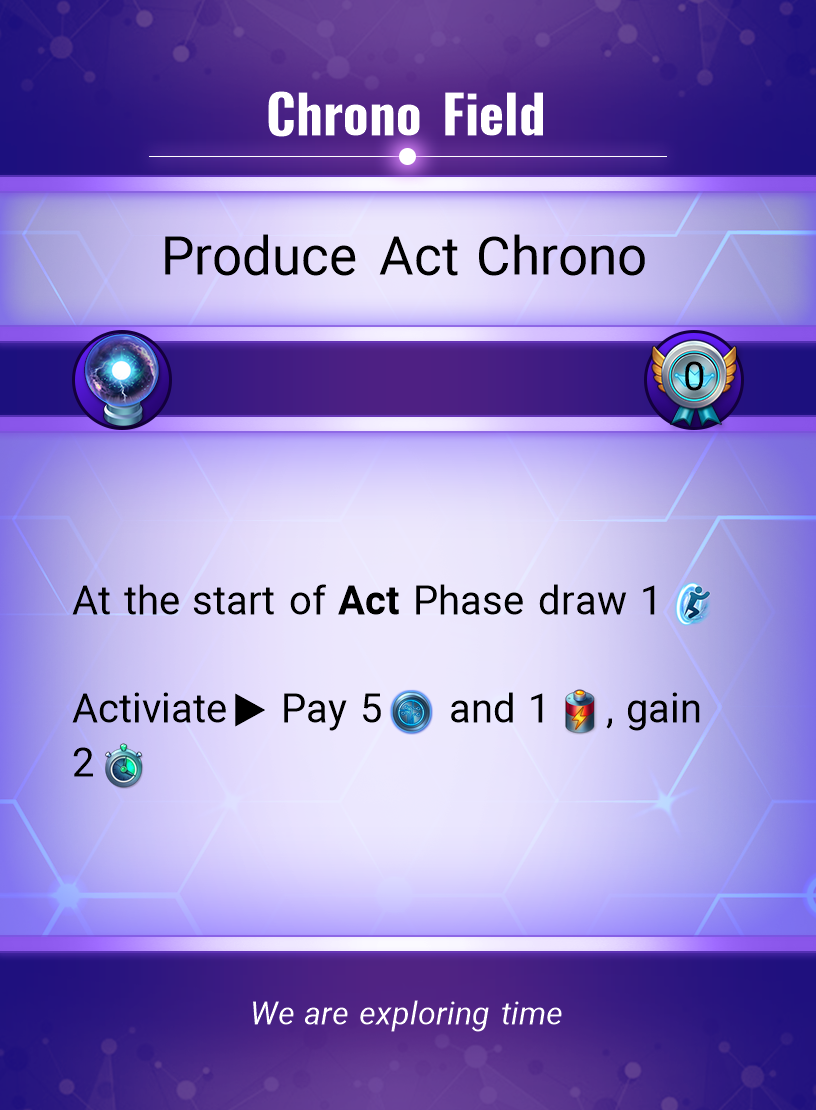 Chrono Field
Produce Act Chrono
0
At the start of Act Phase draw 1
Activiate▶ Pay 5 and 1 , gain
2
We are exploring time